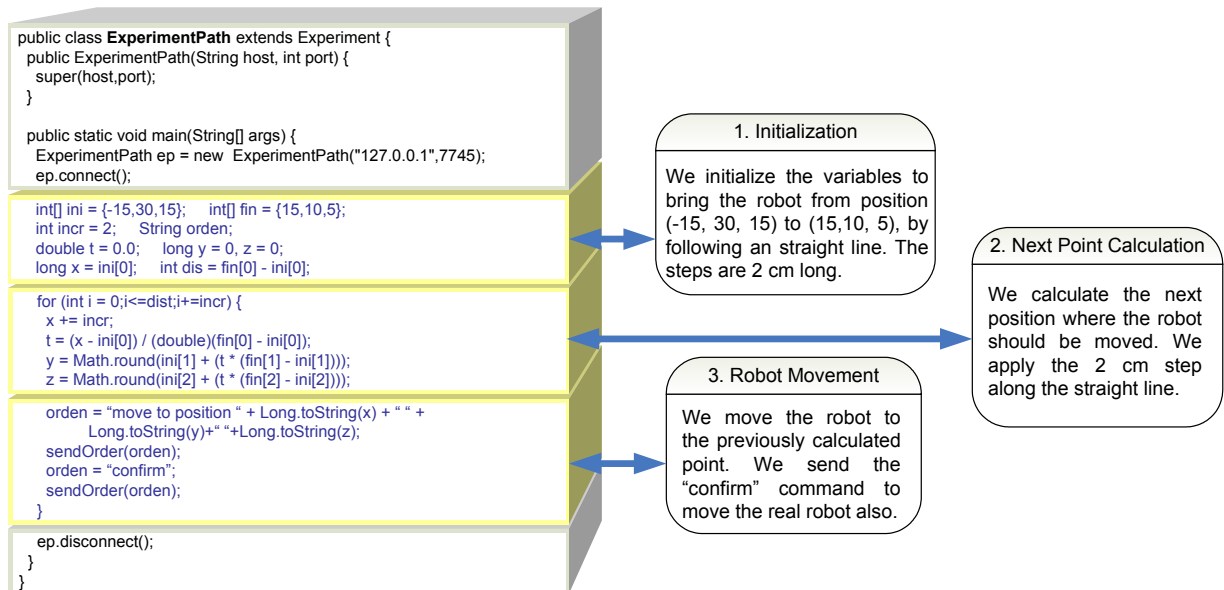 public class ExperimentPath extends Experiment {
public ExperimentPath(String host, int port) {
super(host,port);
}
public static void main(String[] args) {
ExperimentPath ep = new ExperimentPath("127.0.0.1",7745);
ep.connect();
int[] ini = {-15,30,15}; int[] fin = {15,10,5};
int incr = 2; String orden;
double t = 0.0; long y = 0, z = 0;
long x = ini[0]; int dis = fin[0] - ini[0];
for (int i = 0;i<=dist;i+=incr) {
x += incr;
t = (x - ini[0]) / (double)(fin[0] - ini[0]);
y = Math.round(ini[1] + (t * (fin[1] - ini[1])));
z = Math.round(ini[2] + (t * (fin[2] - ini[2])));
orden = “move to position “ + Long.toString(x) + “ “ +
Long.toString(y)+“ “+Long.toString(z);
sendOrder(orden);
orden = “confirm”;
sendOrder(orden);
}
ep.disconnect();
}
}
1. Initialization
We initialize the variables to
bring the robot from position
(-15, 30, 15) to (15,10, 5), by
following an straight line. The
steps are 2 cm long.
2. Next Point Calculation
We calculate the next
position where the robot
should be moved. We
apply the 2 cm step
along the straight line.
3. Robot Movement
We move the robot to
the previously calculated
point. We send the
“confirm” command to
move the real robot also.